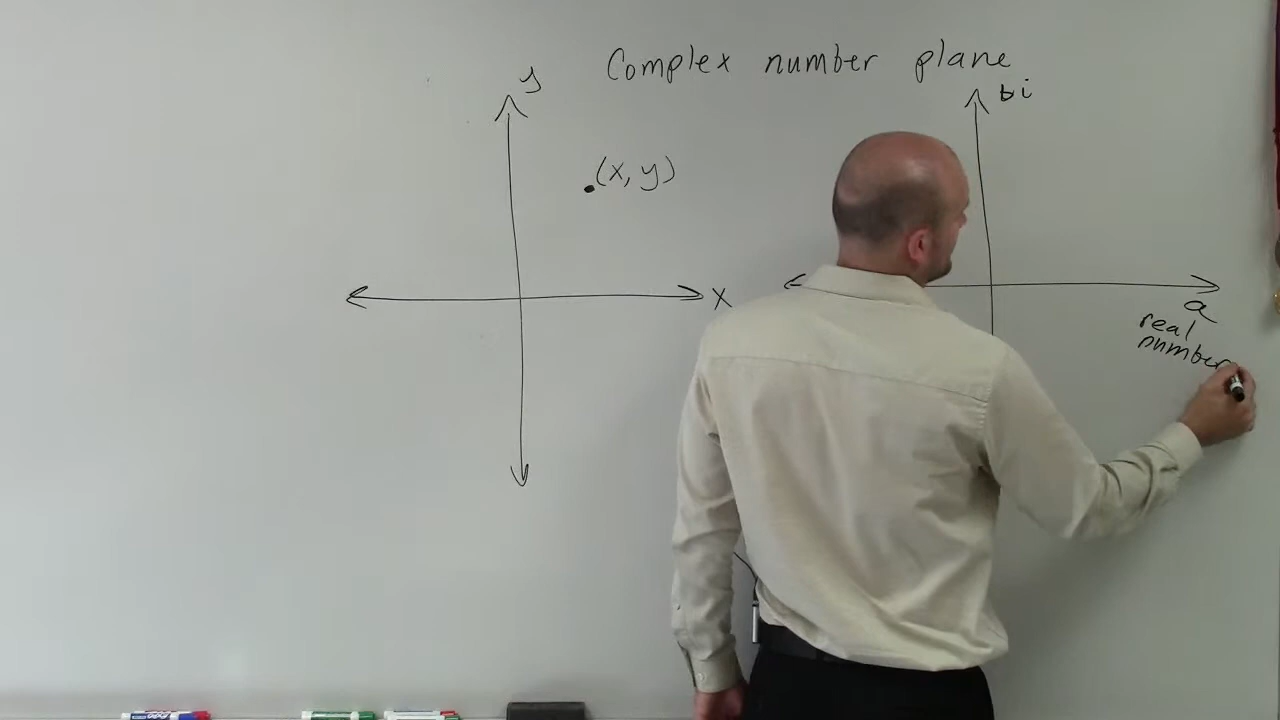 Complex number plane
y
(x, y)
x
bi
a
real
number